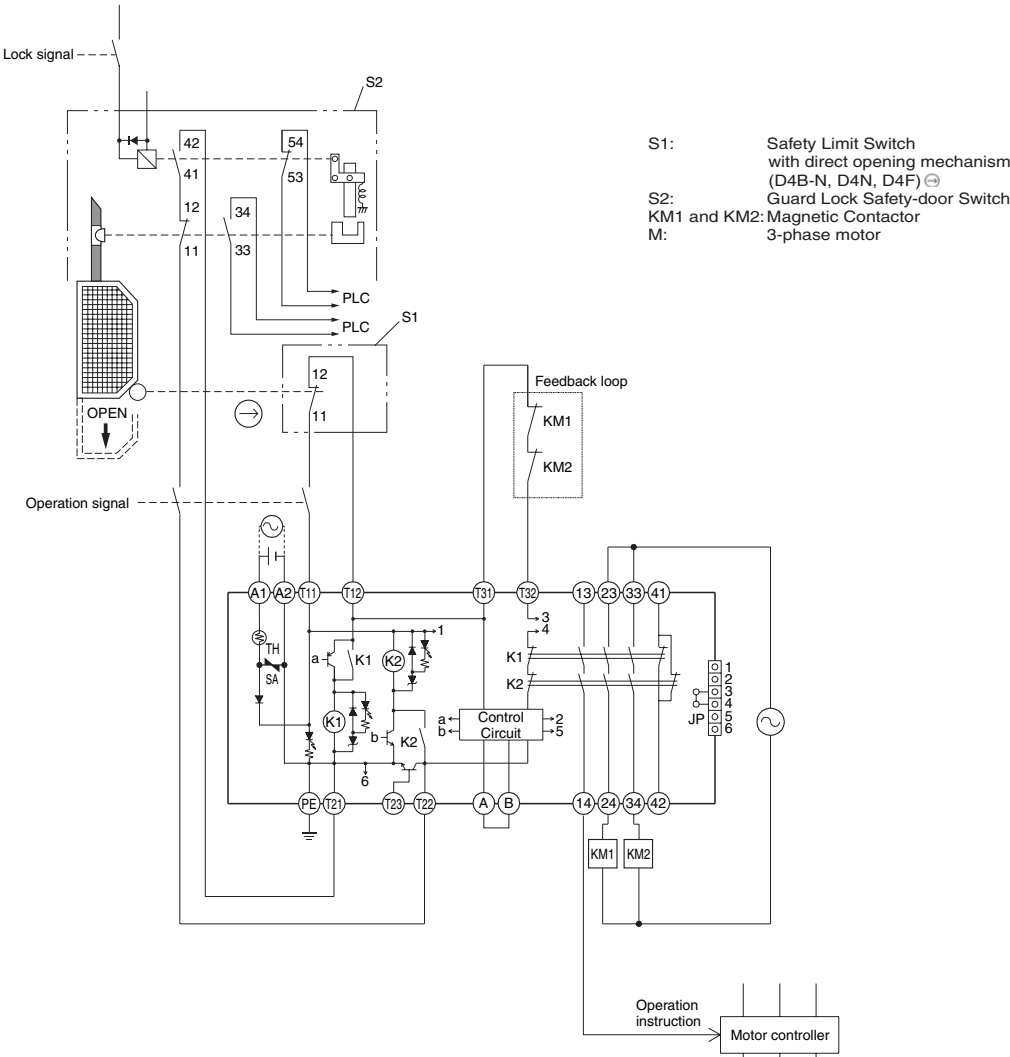 Lock signal
S2
42
54
41
53
12
34
11
33
PLC
PLC
S1
12
11
OPEN
Operation signal
Feedback loop
KM1
KM2
S1: Safety Limit Switch
with direct opening mechanism
(D4B-N, D4N, D4F)
S2: Guard Lock Safety-door Switch
KM1 and KM2: Magnetic Contactor
M: 3-phase motor
A1 A2 T11 T12 T31 T32 13 23 33 41
TH
SA
a
K1
K2
1
3
4
K1
K2
K1
b
K2
a
b
Control
Circuit
2
5
6
JP
1
2
3
4
5
6
PE T21 T23 T22 A B 14 24 34 42
KM1 KM2
Operation
instruction
Motor controller